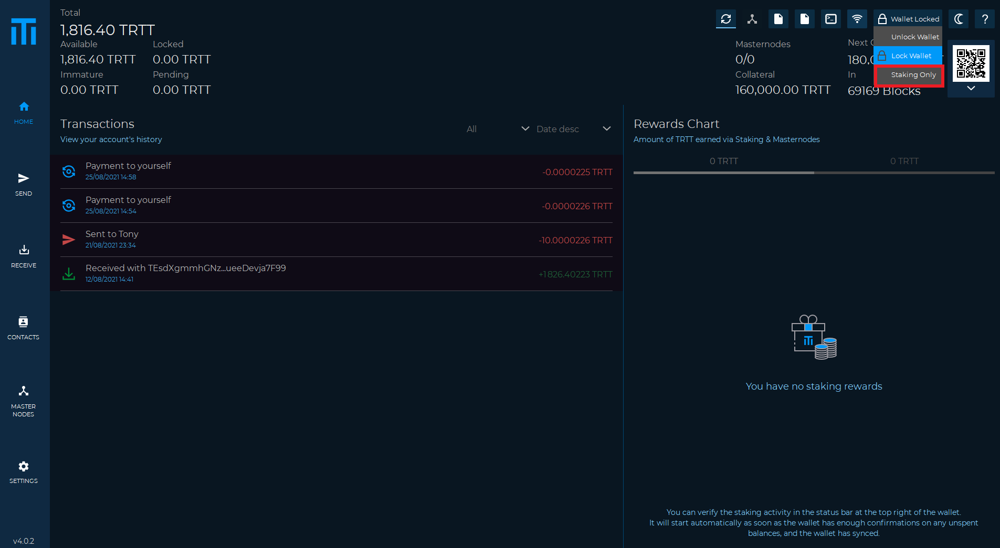 Total
1,816.40 TRTT
Available
1,816.40 TRTT
Locked
0.00 TRTT
Immature
0.00 TRTT
Pending
0.00 TRTT
Masternodes
0/0
Collateral
160,000.00 TRTT
Next
180,
In
69169 Blocks
Wallet Locked
Unlock Wallet
Lock Wallet
Staking Only
?
HOME
SEND
RECEIVE
CONTACTS
MASTER
NODES
SETTINGS
v4.0.2
Transactions
View your account's history
All
Date desc
Payment to yourself
25/08/2021 14:58
-0.0000225 TRTT
Payment to yourself
25/08/2021 14:54
-0.0000226 TRTT
Sent to Tony
21/08/2021 23:34
-10.0000226 TRTT
Received with TEsdXgmmhGNz...ueeDevja7F99
12/08/2021 14:41
+1826.40223 TRTT
Rewards Chart
Amount of TRTT earned via Staking & Masternodes
0 TRTT
0 TRTT
You have no staking rewards
You can verify the staking activity in the status bar at the top right of the wallet.
It will start automatically as soon as the wallet has enough confirmations on any unspent
balances, and the wallet has synced.